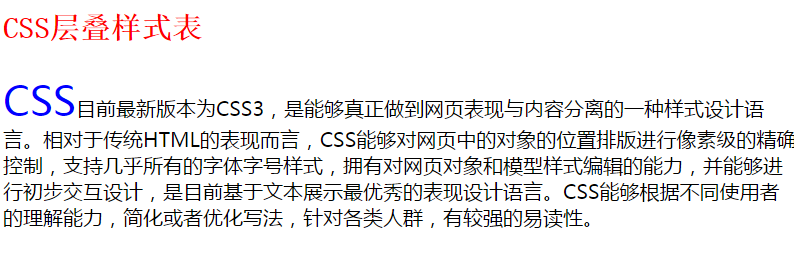 CSS层叠样式表
CSS目前最新版本为CSS3，是能够真正做到网页表现与内容分离的一种样式设计语
言。相对于传统HTML的表现而言，CSS能够对网页中的对象的位置排版进行像素级的精确
控制，支持几乎所有的字体字号样式，拥有对网页对象和模型样式编辑的能力，并能够进
行初步交互设计，是目前基于文本展示最优秀的表现设计语言。CSS能够根据不同使用者
的理解能力，简化或者优化写法，针对各类人群，有较强的易读性。